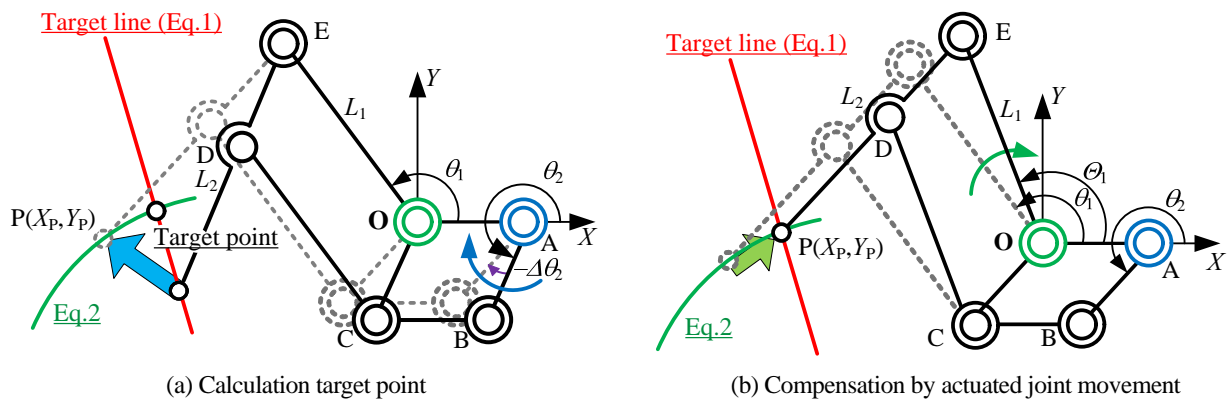 Target line (Eq.1)
E
Y
L1
D
θ1
θ2
L2
O
P(XP,YP)
Target point
A
X
−Δθ2
Eq.2
C
B
(a) Calculation target point
Target line (Eq.1)
E
L2
Y
L1
D
Θ1
θ1
θ2
O
P(XP,YP)
A
X
Eq.2
C
B
(b) Compensation by actuated joint movement